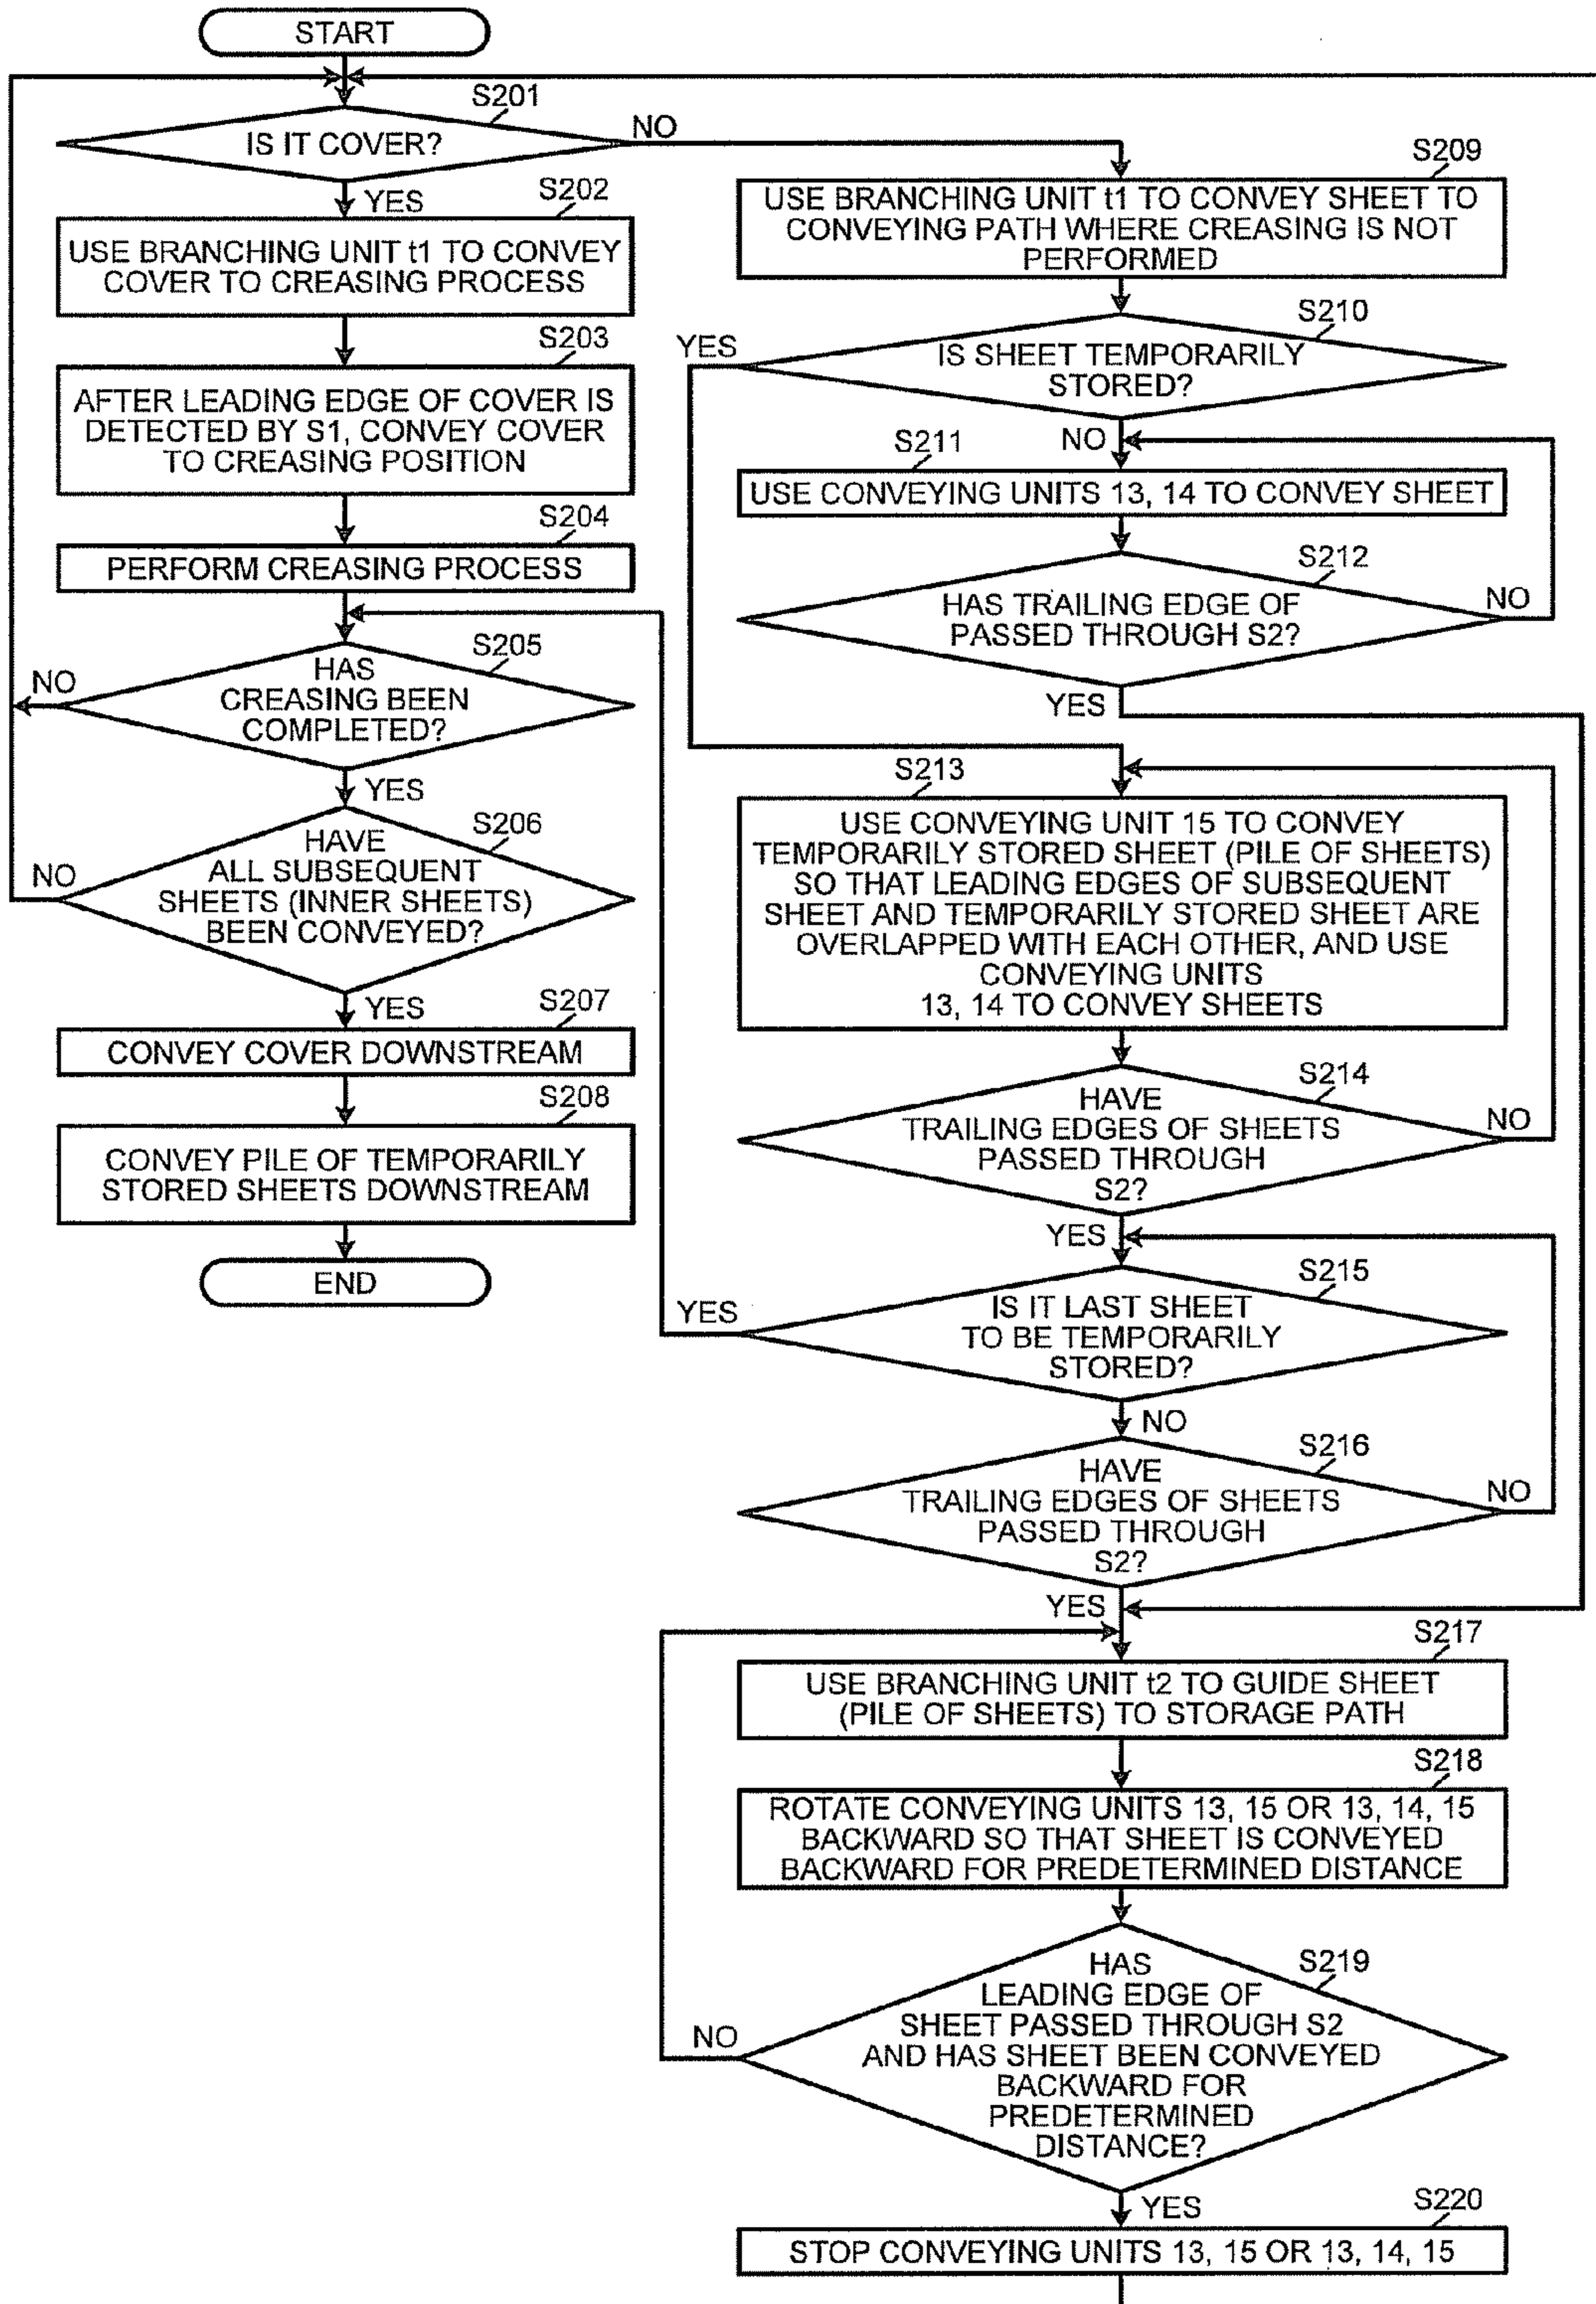 START
S201
IS IT COVER?
NO
YES
S202
USE BRANCHING UNIT t1 TO CONVEY
COVER TO CREASING PROCESS
S203
AFTER LEADING EDGE OF COVER IS
DETECTED BY S1, CONVEY COVER
TO CREASING POSITION
S204
PERFORM CREASING PROCESS
S205
HAS
CREASING BEEN
COMPLETED?
NO
YES
S206
HAVE
ALL SUBSEQUENT
SHEETS (INNER SHEETS)
BEEN CONVEYED?
NO
YES
S207
CONVEY COVER DOWNSTREAM
S208
CONVEY PILE OF TEMPORARILY
STORED SHEETS DOWNSTREAM
END
S209
USE BRANCHING UNIT t1 TO CONVEY SHEET TO
CONVEYING PATH WHERE CREASING IS NOT
PERFORMED
S210
YES
IS SHEET TEMPORARILY
STORED?
NO
S211
USE CONVEYING UNITS 13, 14 TO CONVEY SHEET
S212
HAS TRAILING EDGE OF
PASSED THROUGH S2?
NO
YES
S213
USE CONVEYING UNIT 15 TO CONVEY
TEMPORARILY STORED SHEET (PILE OF SHEETS)
SO THAT LEADING EDGES OF SUBSEQUENT
SHEET AND TEMPORARILY STORED SHEET ARE
OVERLAPPED WITH EACH OTHER, AND USE
CONVEYING UNITS
13, 14 TO CONVEY SHEETS
S214
HAVE
TRAILING EDGES OF SHEETS
PASSED THROUGH
S2?
NO
YES
S215
YES
IS IT LAST SHEET
TO BE TEMPORARILY
STORED?
NO
S216
HAVE
TRAILING EDGES OF SHEETS
PASSED THROUGH
S2?
NO
YES
S217
USE BRANCHING UNIT t2 TO GUIDE SHEET
(PILE OF SHEETS) TO STORAGE PATH
S218
ROTATE CONVEYING UNITS 13, 15 OR 13, 14, 15
BACKWARD SO THAT SHEET IS CONVEYED
BACKWARD FOR PREDETERMINED DISTANCE
S219
HAS
LEADING EDGE OF
SHEET PASSED THROUGH S2
AND HAS SHEET BEEN CONVEYED
BACKWARD FOR
PREDETERMINED
DISTANCE?
NO
YES
S220
STOP CONVEYING UNITS 13, 15 OR 13, 14, 15